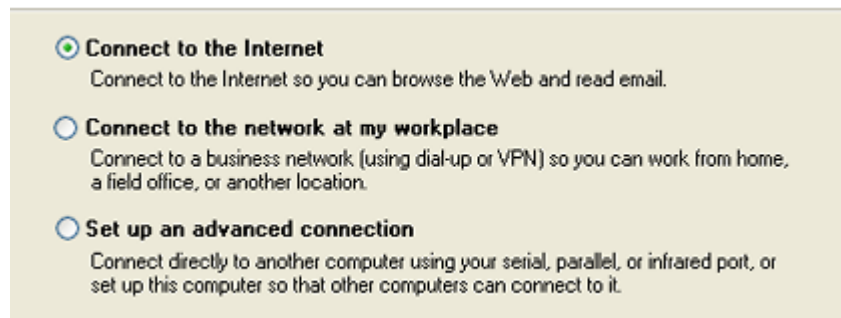 Connect to the Internet
Connect to the Internet so you can browse the Web and read email.
Connect to the network at my workplace
Connect to a business network (using dial-up or VPN) so you can work from home,
a field office, or another location.
Set up an advanced connection
Connect directly to another computer using your serial, parallel, or infrared port, or
set up this computer so that other computers can connect to it.